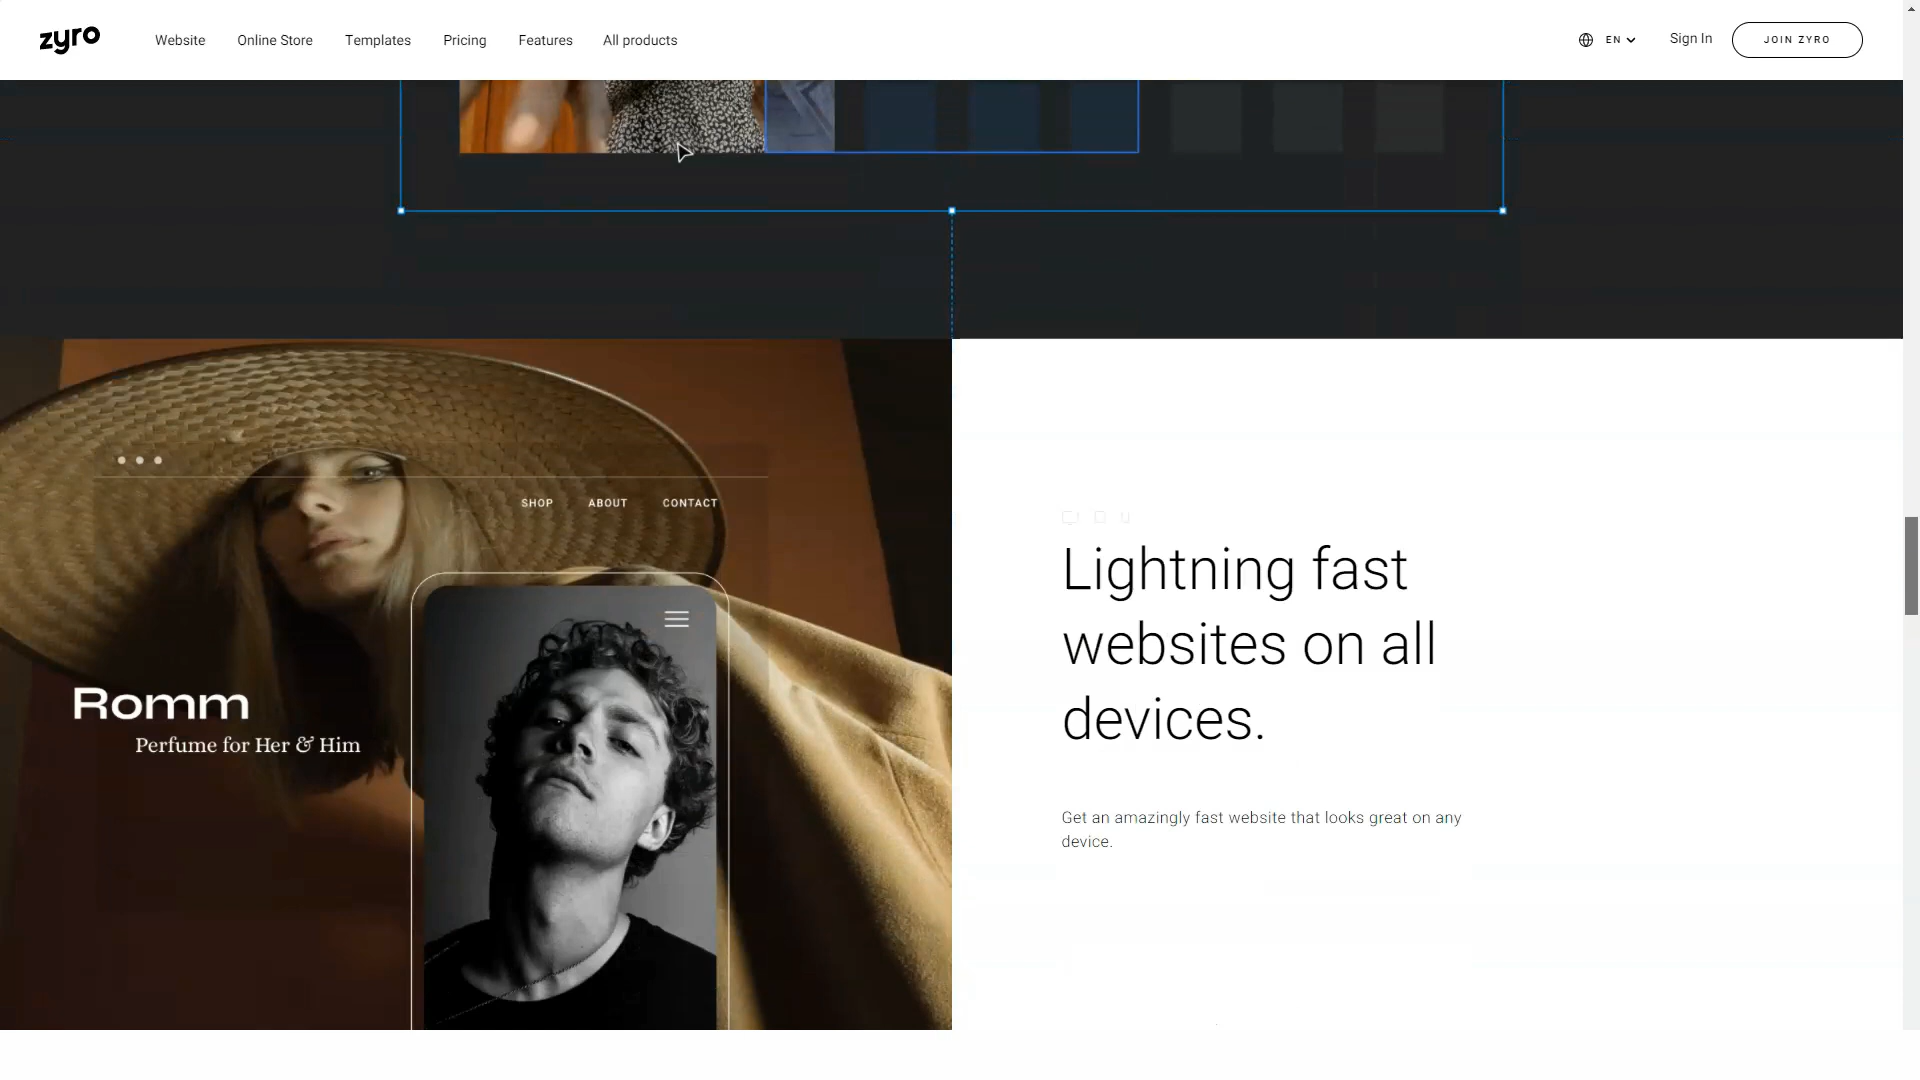 zyro
Website Online Store Templates Pricing Features All products
EN Sign In JOIN ZYRO
SHOP ABOUT CONTACT
Romm
Perfume for Her & Him
Lightning fast
websites on all
devices.
Get an amazingly fast website that looks great on any
device.